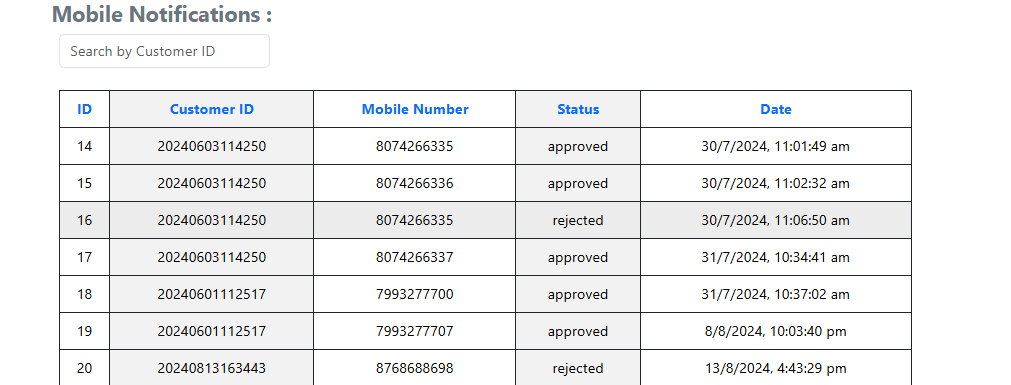 Mobile Notifications :
Search by Customer ID
ID Customer ID Mobile Number Status Date
14 20240603114250 8074266335 approved 30/7/2024, 11:01:49 am
15 20240603114250 8074266336 approved 30/7/2024, 11:02:32 am
16 20240603114250 8074266335 rejected 30/7/2024, 11:06:50 am
17 20240603114250 8074266337 approved 31/7/2024, 10:34:41 am
18 20240601112517 7993277700 approved 31/7/2024, 10:37:02 am
19 20240601112517 7993277707 approved 8/8/2024, 10:03:40 pm
20 20240813163443 8768688698 rejected 13/8/2024, 4:43:29 pm